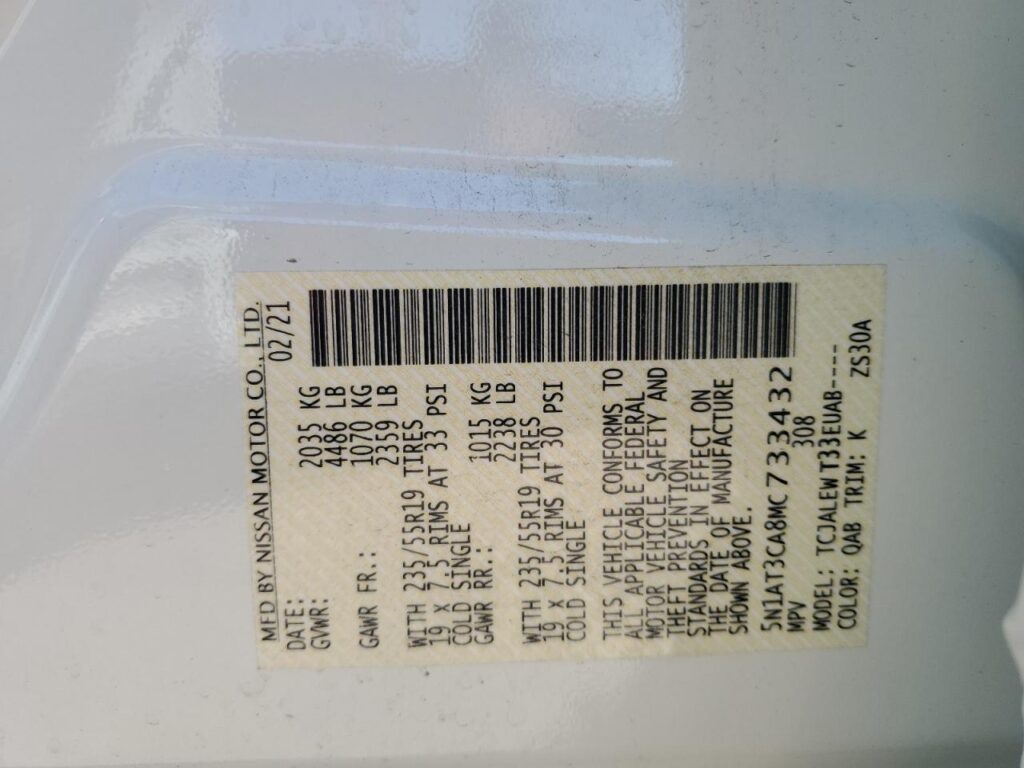 MFD BY NISSAN MOTOR CO., LTD.
DATE: 02/21
GVWR: 2035 KG
4486 LB
GAWR FR.: 1070 KG
2359 LB
WITH 235/55R19 TIRES
19 X 7.5 RIMS AT 33 PSI
COLD SINGLE
GAWR RR.: 1015 KG
2238 LB
WITH 235/55R19 TIRES
19 X 7.5 RIMS AT 30 PSI
COLD SINGLE
THIS VEHICLE CONFORMS TO
ALL APPLICABLE FEDERAL
MOTOR VEHICLE SAFETY AND
THEFT PREVENTION
STANDARDS IN EFFECT ON
THE DATE OF MANUFACTURE
SHOWN ABOVE.
5N1AT3CA8MC733432
MPV 308
MODEL: TCJALEWT33EUAB----
COLOR: QAB TRIM: K ZS30A